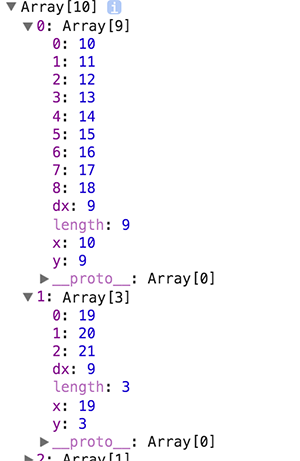 ▼ Array[10] i
▼ 0: Array[9]
0: 10
1: 11
2: 12
3: 13
4: 14
5: 15
6: 16
7: 17
8: 18
dx: 9
length: 9
x: 10
y: 9
▶ __proto__: Array[0]
▼ 1: Array[3]
0: 19
1: 20
2: 21
dx: 9
length: 3
x: 19
y: 3
▶ __proto__: Array[0]
▶ 2: Array[1]